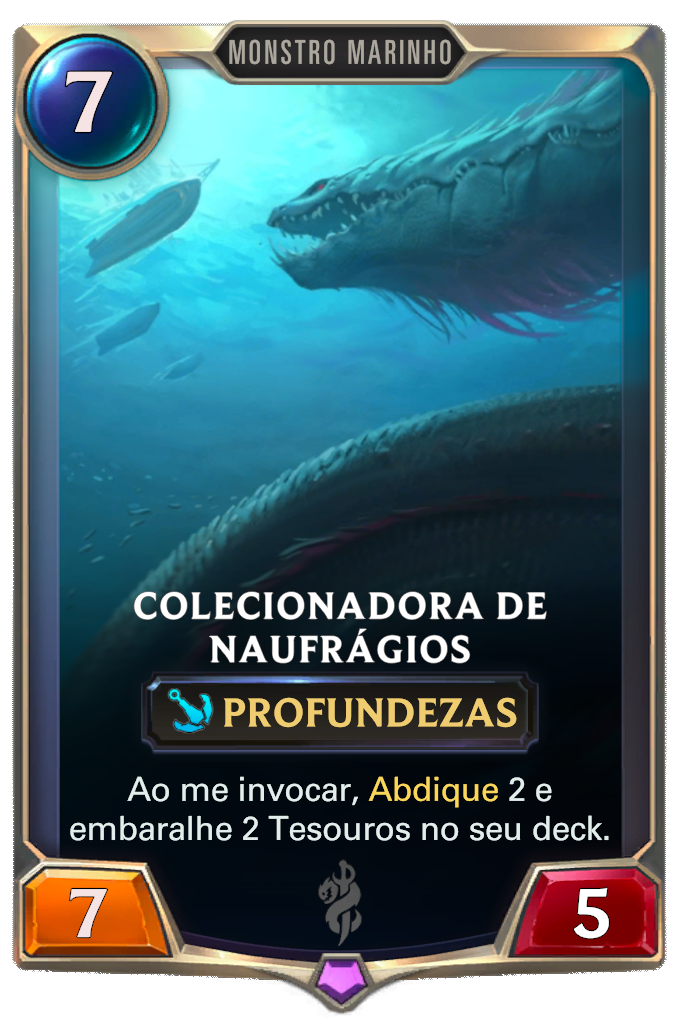 MONSTRO MARINHO
7
COLECIONADORA DE
NAUFRÁGIOS
PROFUNDEZAS
Ao me invocar, Abdique 2 e
embaralhe 2 Tesouros no seu deck.
7
5